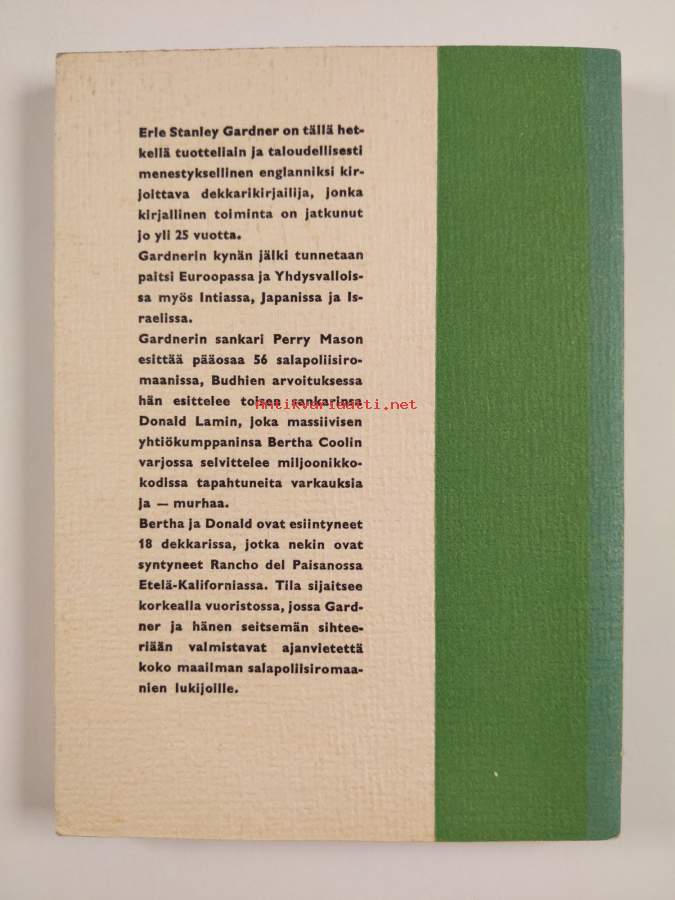 Erle Stanley Gardner on tällä het-
kellä tuottellain ja taloudellisesti
menestyksellinen englanniksi kir-
joittava dekkarikirjailija, jonka
kirjallinen toiminta on jatkunut
jo yli 25 vuotta.
Gardnerin kynän jälki tunnetaan
paitsi Euroopassa ja Yhdysvallois-
sa myös Intiassa, Japanissa ja Is-
raelissa.
Gardnerin sankari Perry Mason
esittää pääosaa 56 salapoliisiro-
maanissa, Budhien arvoituksessa
hän esittelee toisen sankarinsa
Antikvariaatti.net
Donald Lamin, joka massiivisen
yhtiökumppaninsa Bertha Coolin
varjossa selvittelee miljoonikko-
kodissa tapahtuneita varkauksia
ja — murhaa.
Bertha ja Donald ovat esiintyneet
18 dekkarissa, jotka nekin ovat
syntyneet Rancho del Paisanossa
Etelä-Kaliforniassa. Tila sijaitsee
korkealla vuoristossa, jossa Gard-
ner ja hänen seitsemän sihtee-
riään valmistavat ajanvietettä
koko maailman salapoliisiromaa-
nien lukijoille.